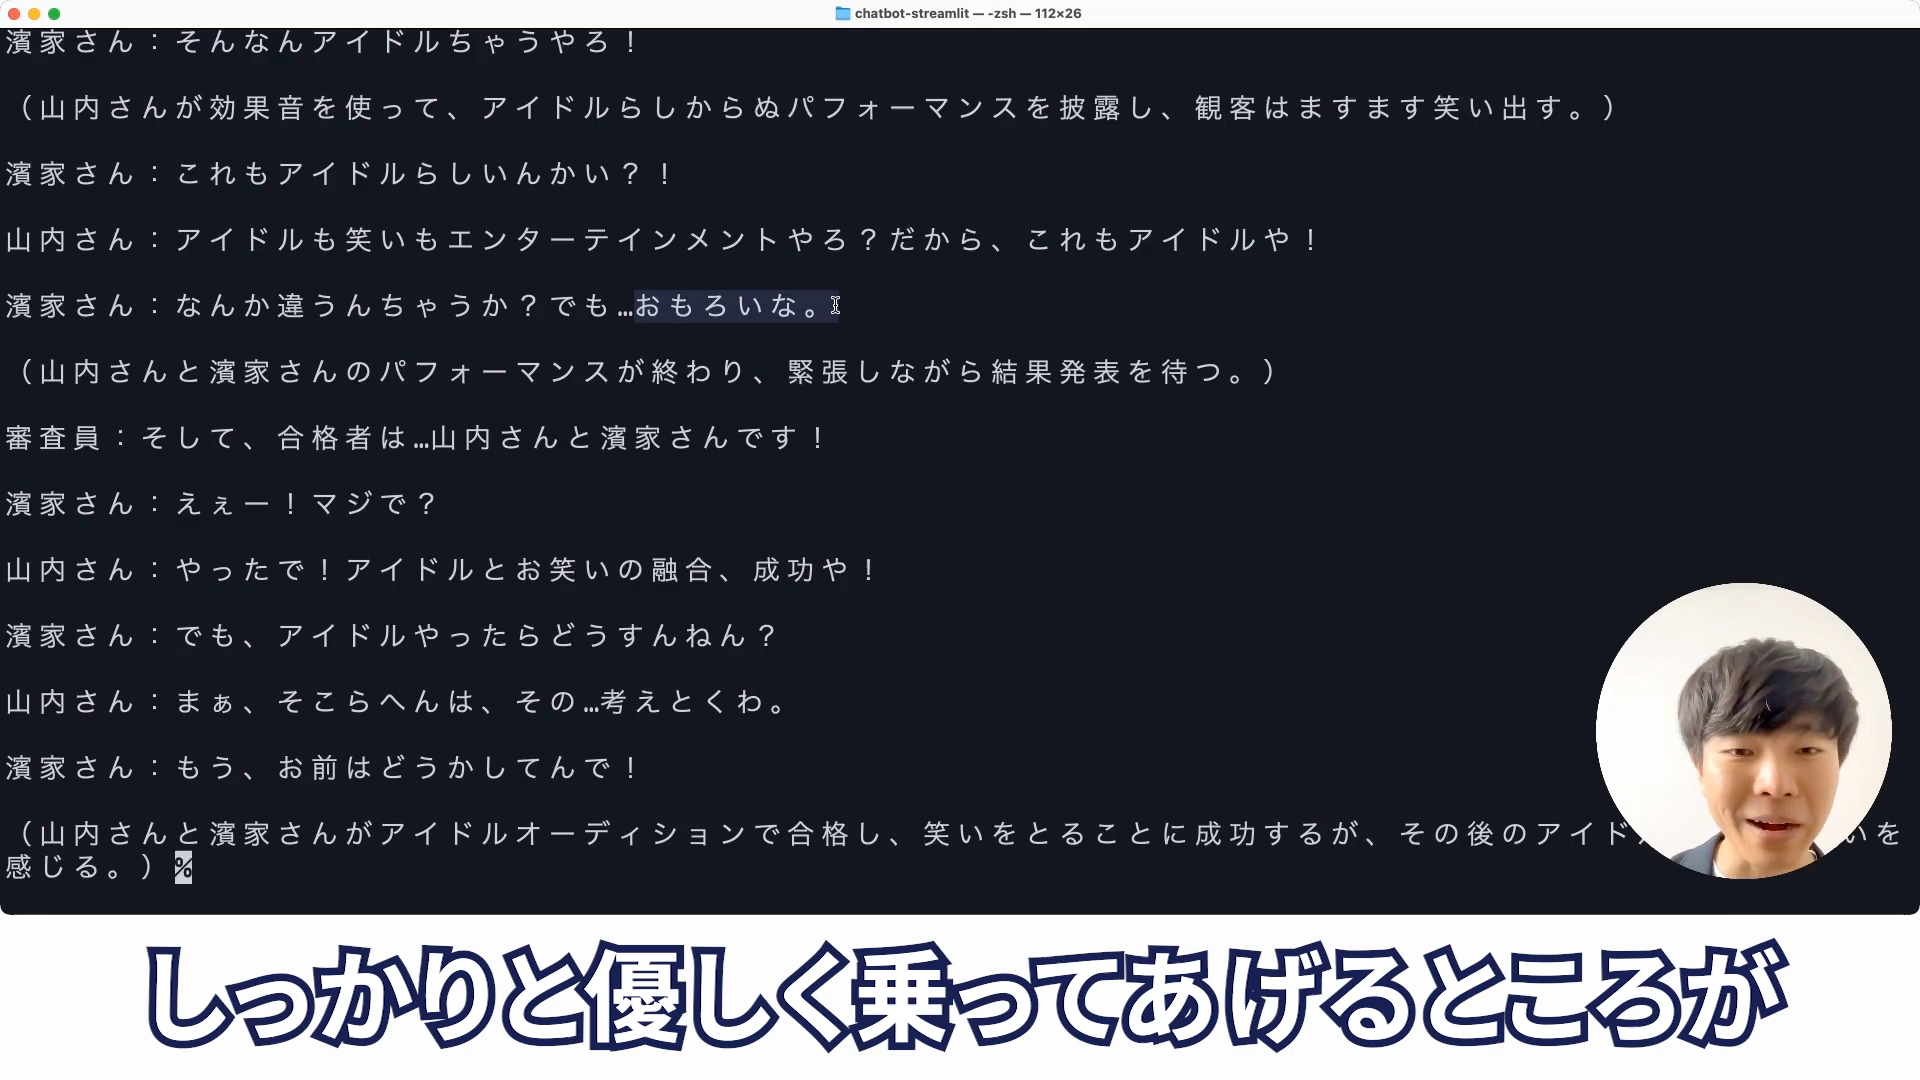 chatbot-streamlit — -zsh — 112×26
濱家さん：そんなんアイドルちゃうやろ！
（山内さんが効果音を使って、アイドルらしからぬパフォーマンスを披露し、観客はますます笑い出す。）
濱家さん：これもアイドルらしいんかい？！
山内さん：アイドルも笑いもエンターテインメントやろ？だから、これもアイドルや！
濱家さん：なんか違うんちゃうか？でも…おもろいな。
（山内さんと濱家さんのパフォーマンスが終わり、緊張しながら結果発表を待つ。）
審査員：そして、合格者は…山内さんと濱家さんです！
濱家さん：えぇー！マジで？
山内さん：やったで！アイドルとお笑いの融合、成功や！
濱家さん：でも、アイドルやったらどうすんねん？
山内さん：まぁ、そこらへんは、その…考えとくわ。
濱家さん：もう、お前はどうかしてんで！
（山内さんと濱家さんがアイドルオーディションで合格し、笑いをとることに成功するが、その後のアイド いを
感じる。）%
しっかりと優しく乗ってあげるところが